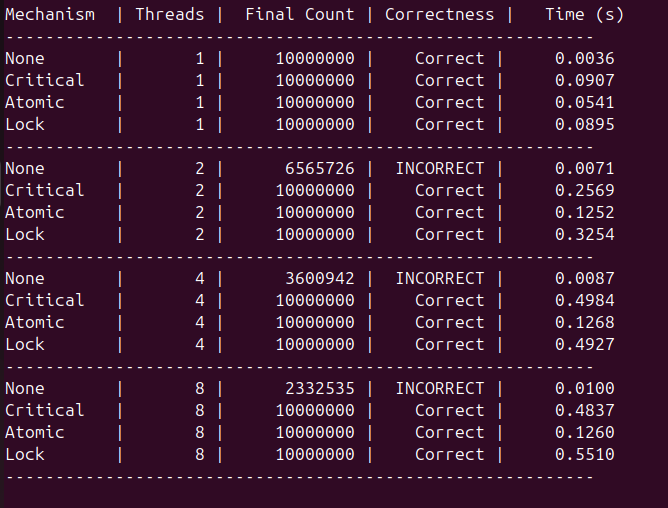 Mechanism  | Threads |  Final Count | Correctness |   Time (s)
-----------------------------------------------------------
None       |       1 |     10000000 |     Correct |     0.0036
Critical   |       1 |     10000000 |     Correct |     0.0907
Atomic     |       1 |     10000000 |     Correct |     0.0541
Lock       |       1 |     10000000 |     Correct |     0.0895
-----------------------------------------------------------
None       |       2 |      6565726 |   INCORRECT |     0.0071
Critical   |       2 |     10000000 |     Correct |     0.2569
Atomic     |       2 |     10000000 |     Correct |     0.1252
Lock       |       2 |     10000000 |     Correct |     0.3254
-----------------------------------------------------------
None       |       4 |      3600942 |   INCORRECT |     0.0087
Critical   |       4 |     10000000 |     Correct |     0.4984
Atomic     |       4 |     10000000 |     Correct |     0.1268
Lock       |       4 |     10000000 |     Correct |     0.4927
-----------------------------------------------------------
None       |       8 |      2332535 |   INCORRECT |     0.0100
Critical   |       8 |     10000000 |     Correct |     0.4837
Atomic     |       8 |     10000000 |     Correct |     0.1260
Lock       |       8 |     10000000 |     Correct |     0.5510
-----------------------------------------------------------